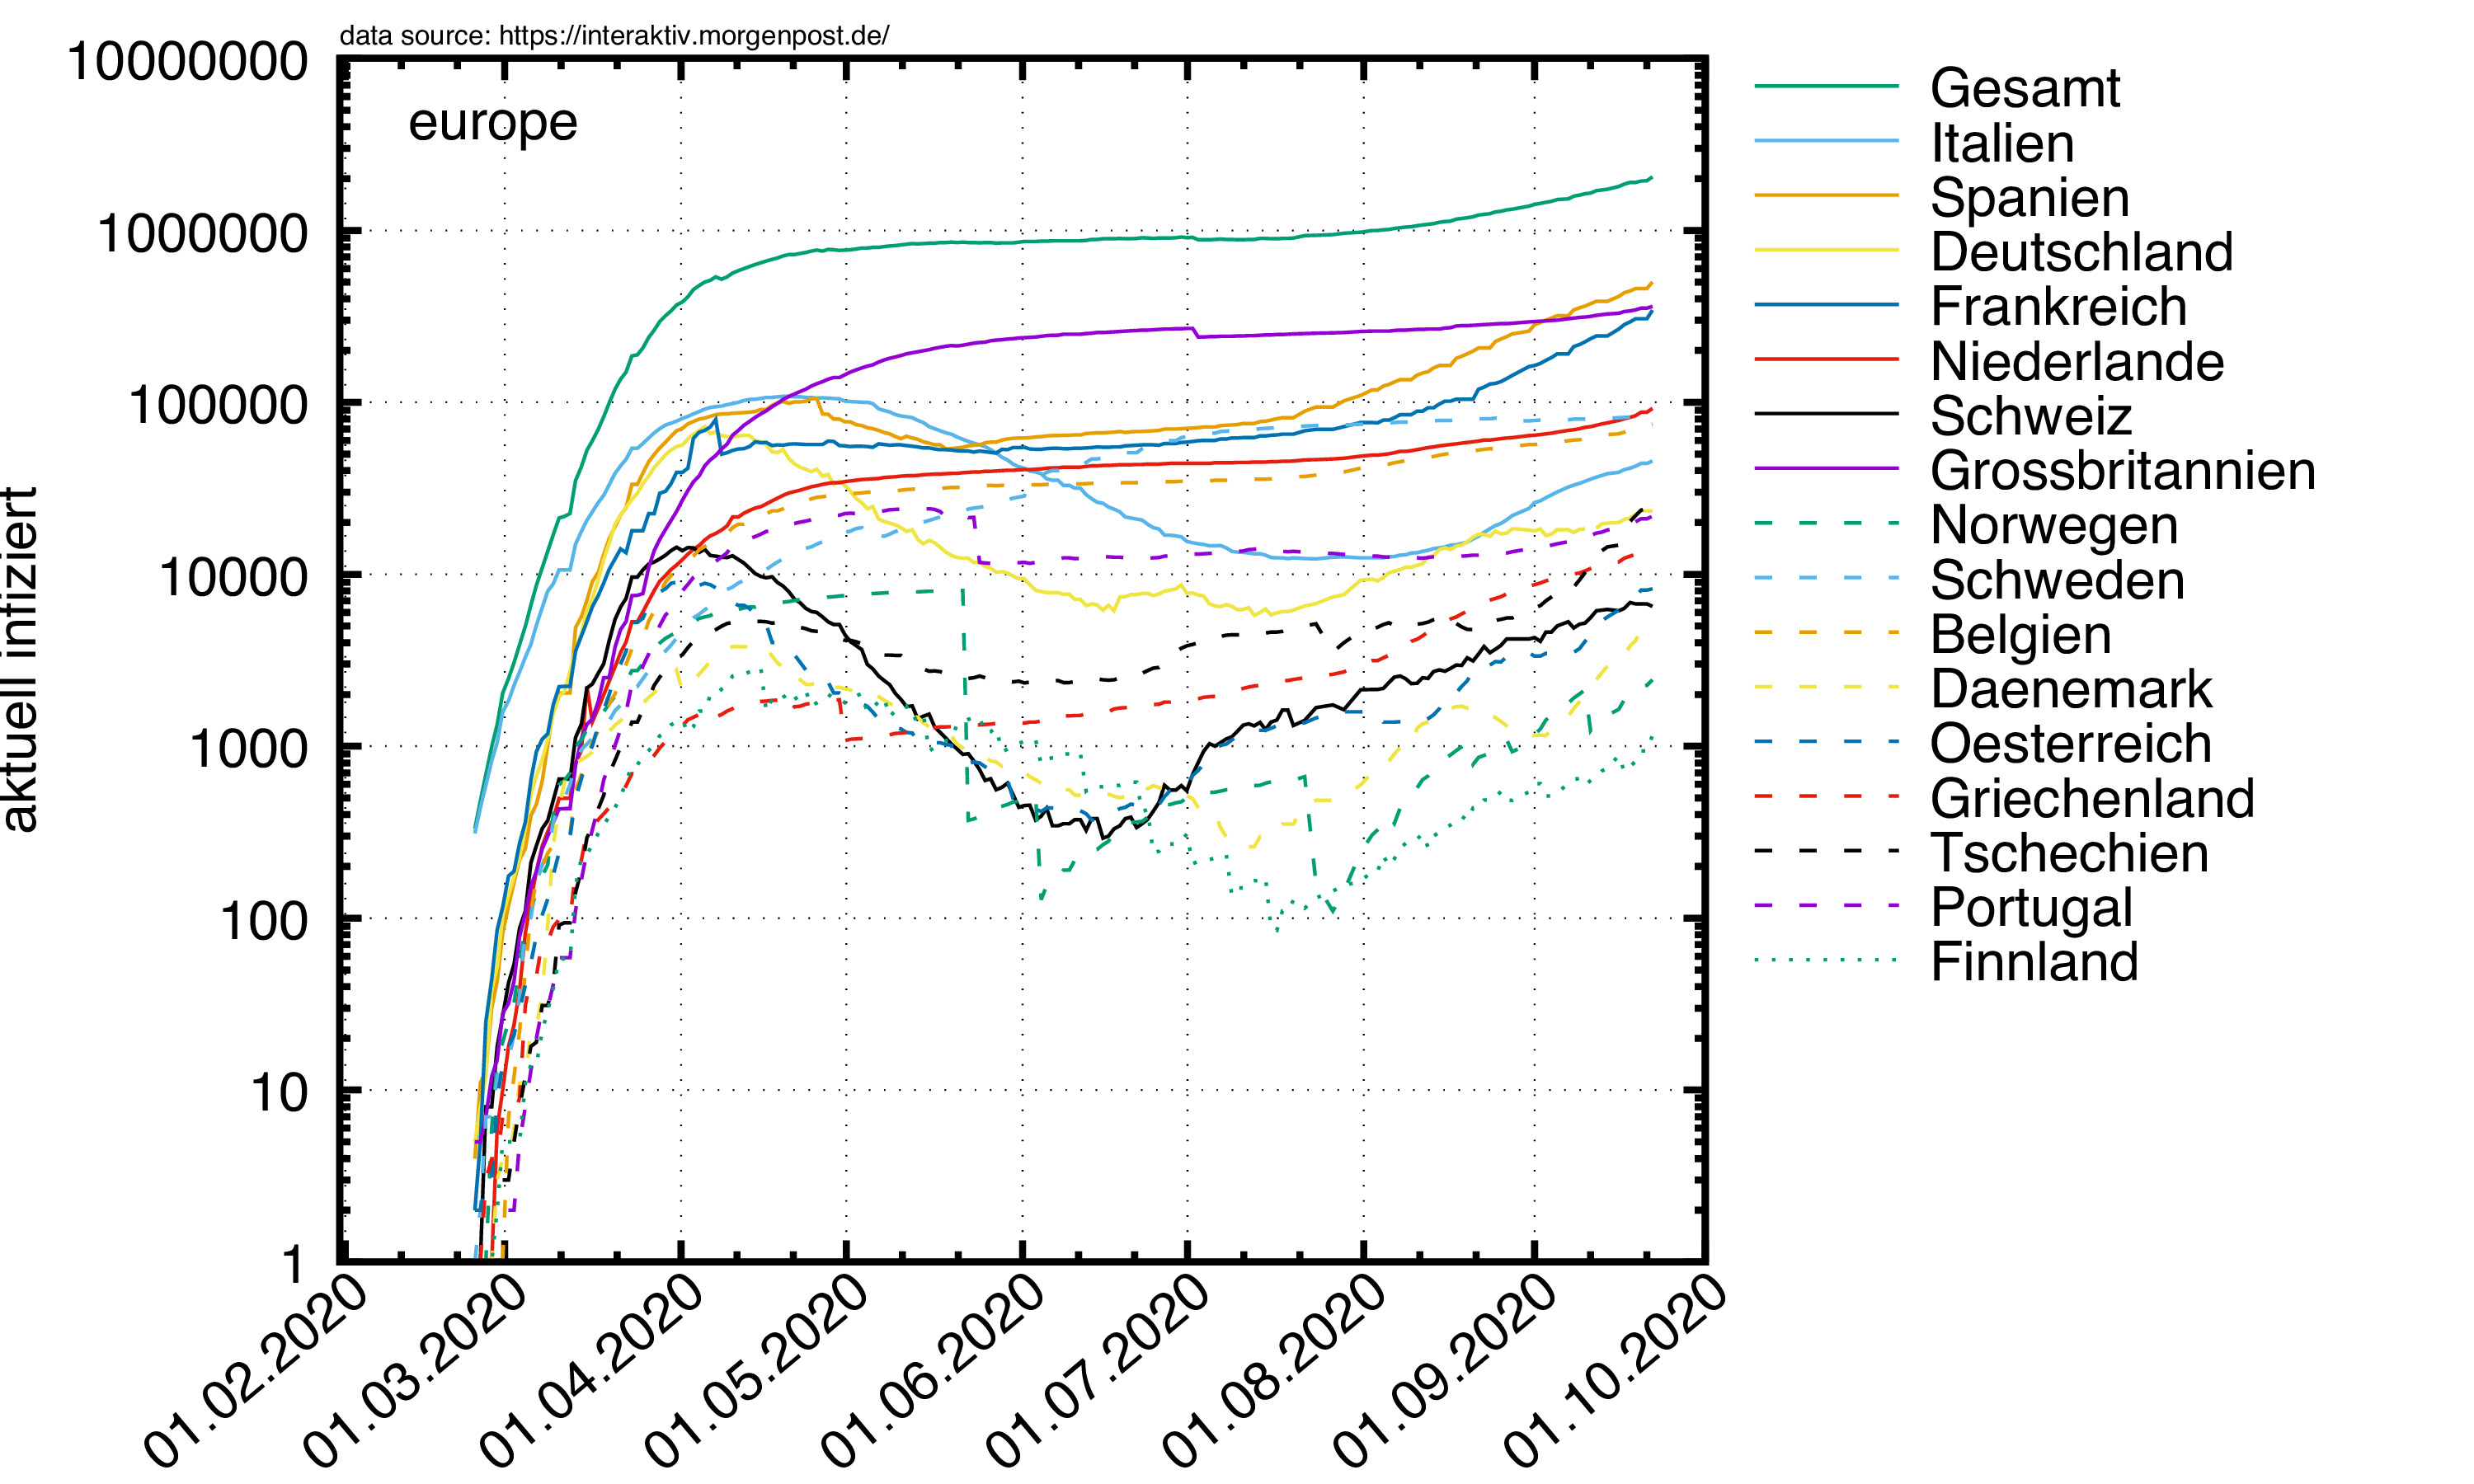 data source: https://interaktiv.morgenpost.de/
europe
aktuell infiziert
10000000
1000000
100000
10000
1000
100
10
1
01.02.2020
01.03.2020
01.04.2020
01.05.2020
01.06.2020
01.07.2020
01.08.2020
01.09.2020
01.10.2020
Gesamt
Italien
Spanien
Deutschland
Frankreich
Niederlande
Schweiz
Grossbritannien
Norwegen
Schweden
Belgien
Daenemark
Oesterreich
Griechenland
Tschechien
Portugal
Finnland